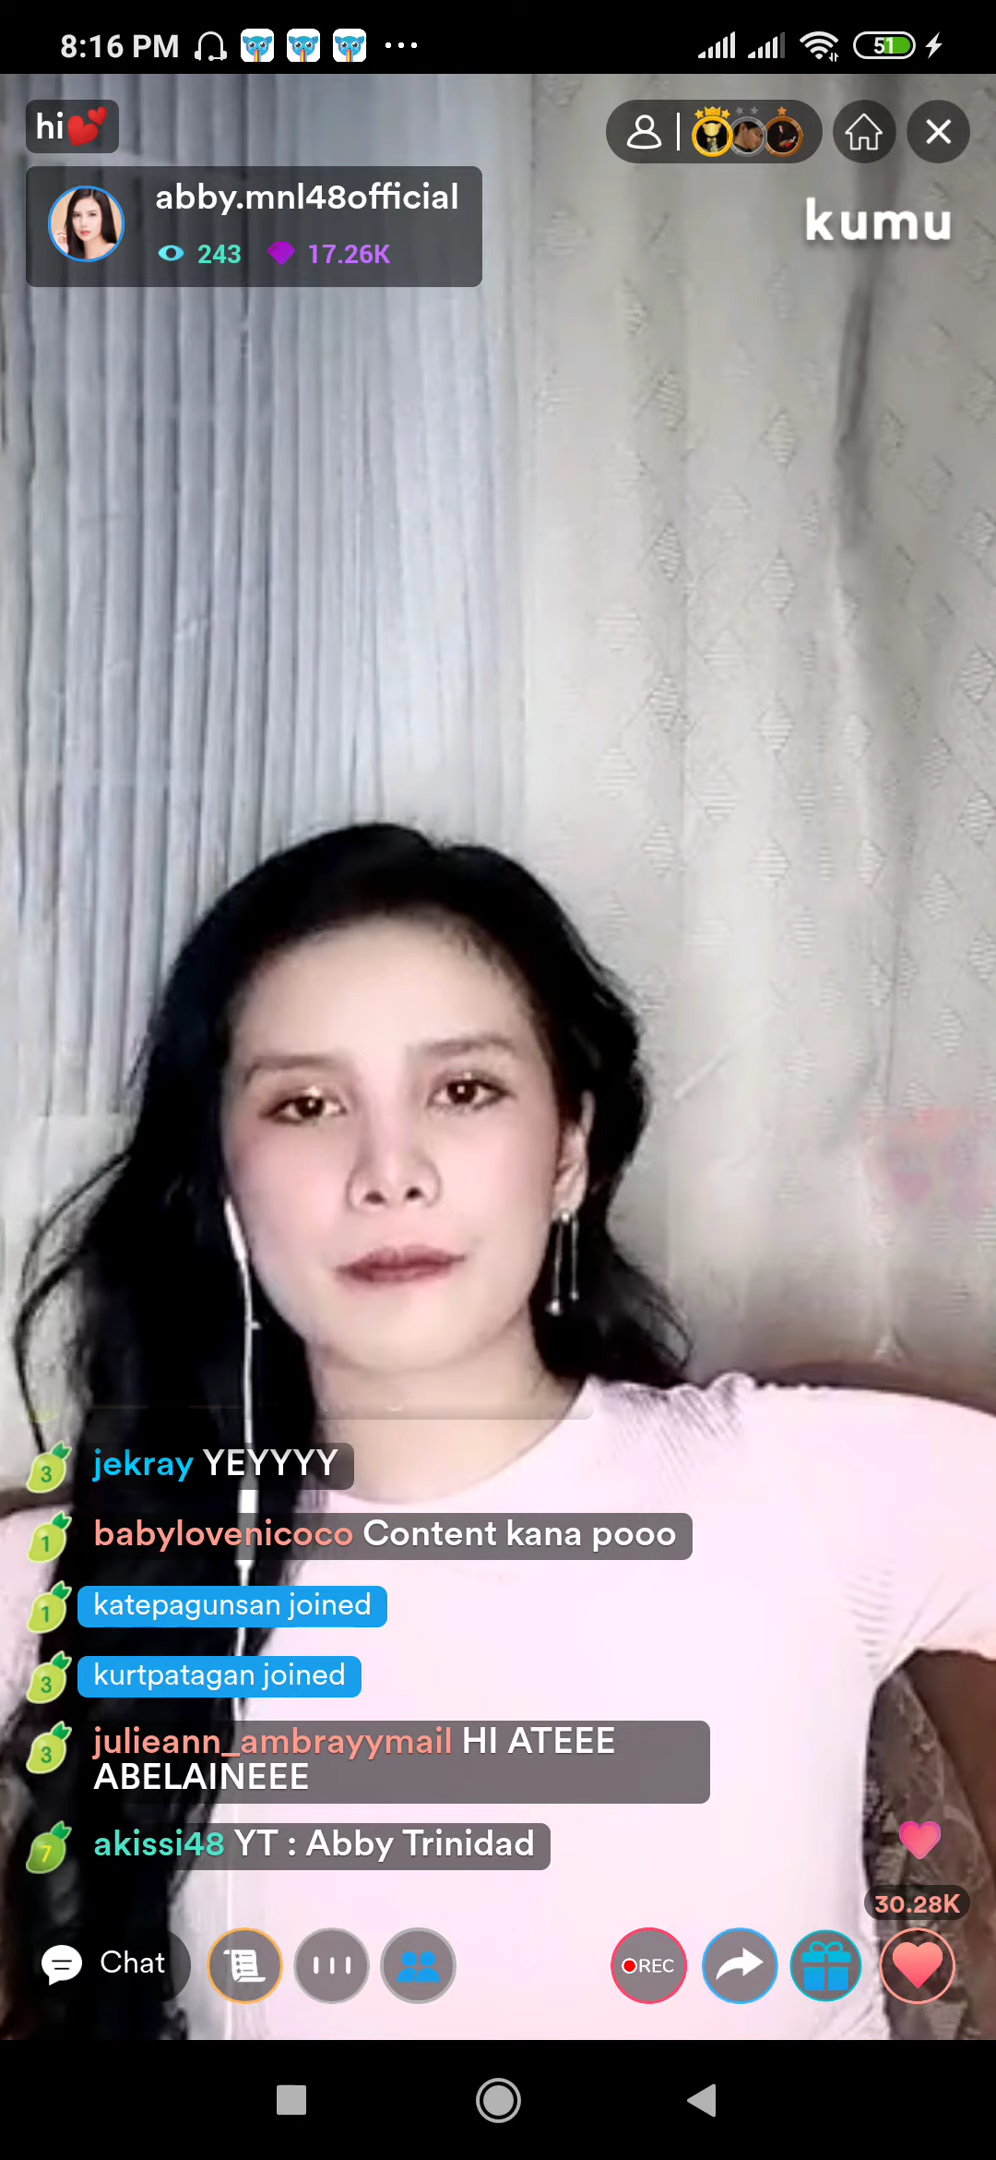 8:16 PM
51
hi💕
abby.mnl48official
243 17.26K
kumu
jekray YEYYYY
babylovenicoco Content kana pooo
katepagunsan joined
kurtpatagan joined
julieann_ambrayymail HI ATEEE
ABELAINEEE
akissi48 YT : Abby Trinidad
3
1
1
3
3
7
30.28K
Chat
REC